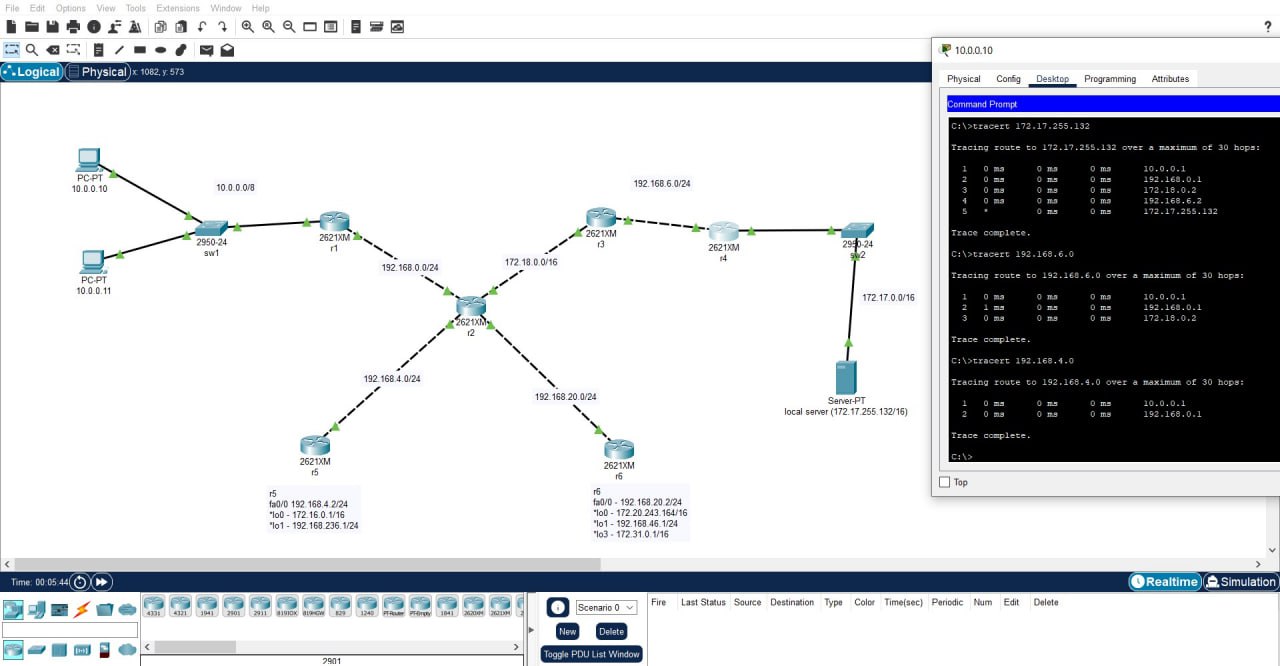 File Edit Options View Tools Extensions Window Help
?
Logical Physical x: 1082, y: 573
PC-PT
10.0.0.10
PC-PT
10.0.0.11
10.0.0.0/8
2950-24
sw1
2621XM
r1
192.168.0.0/24
2621XM
r2
172.18.0.0/16
2621XM
r3
192.168.6.0/24
2621XM
r4
2950-24
sw2
172.17.0.0/16
Server-PT
local server (172.17.255.132/16)
192.168.4.0/24
192.168.20.0/24
2621XM
r5
r5
fa0/0 192.168.4.2/24
*lo0 - 172.16.0.1/16
*lo1 - 192.168.236.1/24
2621XM
r6
r6
fa0/0 - 192.168.20.2/24
*lo0 - 172.20.243.164/16
*lo1 - 192.168.46.1/24
*lo3 - 172.31.0.1/16
10.0.0.10
Physical Config Desktop Programming Attributes
Command Prompt
C:\>tracert 172.17.255.132
Tracing route to 172.17.255.132 over a maximum of 30 hops:
1 0 ms 0 ms 0 ms 10.0.0.1
2 0 ms 0 ms 0 ms 192.168.0.1
3 0 ms 0 ms 0 ms 172.18.0.2
4 0 ms 0 ms 0 ms 192.168.6.2
5 * 0 ms 0 ms 172.17.255.132
Trace complete.
C:\>tracert 192.168.6.0
Tracing route to 192.168.6.0 over a maximum of 30 hops:
1 0 ms 0 ms 0 ms 10.0.0.1
2 1 ms 0 ms 0 ms 192.168.0.1
3 0 ms 0 ms 0 ms 172.18.0.2
Trace complete.
C:\>tracert 192.168.4.0
Tracing route to 192.168.4.0 over a maximum of 30 hops:
1 0 ms 0 ms 0 ms 10.0.0.1
2 0 ms 0 ms 0 ms 192.168.0.1
Trace complete.
C:\>
Top
Time: 00:05:44
Realtime Simulation
4331 4321 1941 2901 2911 819IOX 819HGW 829 1240 PT-Router PT-Empty 1841 2620XM 2621XM
2901
Scenario 0
New Delete
Toggle PDU List Window
Fire Last Status Source Destination Type Color Time(sec) Periodic Num Edit Delete